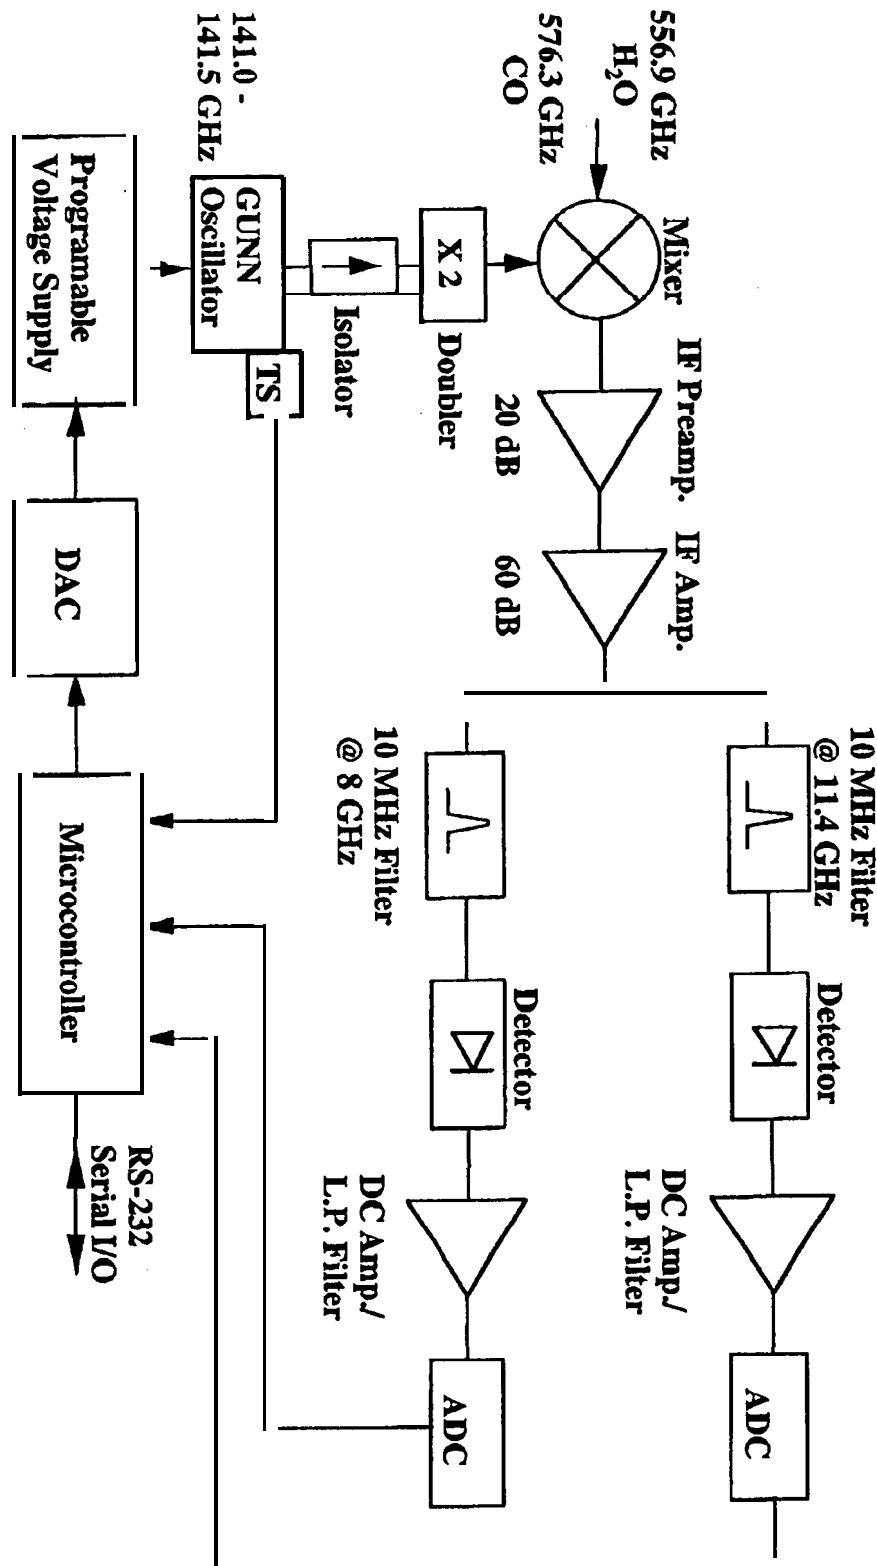 556.9 GHz
H₂O
576.3 GHz
CO
Mixer
IF Preamp.
20 dB
IF Amp.
60 dB
10 MHz Filter
@ 11.4 GHz
Detector
DC Amp./
L.P. Filter
ADC
X 2
Doubler
Isolator
10 MHz Filter
@ 8 GHz
Detector
DC Amp./
L.P. Filter
ADC
141.0 -
141.5 GHz
GUNN
Oscillator
TS
Programable
Voltage Supply
DAC
Microcontroller
RS-232
Serial I/O